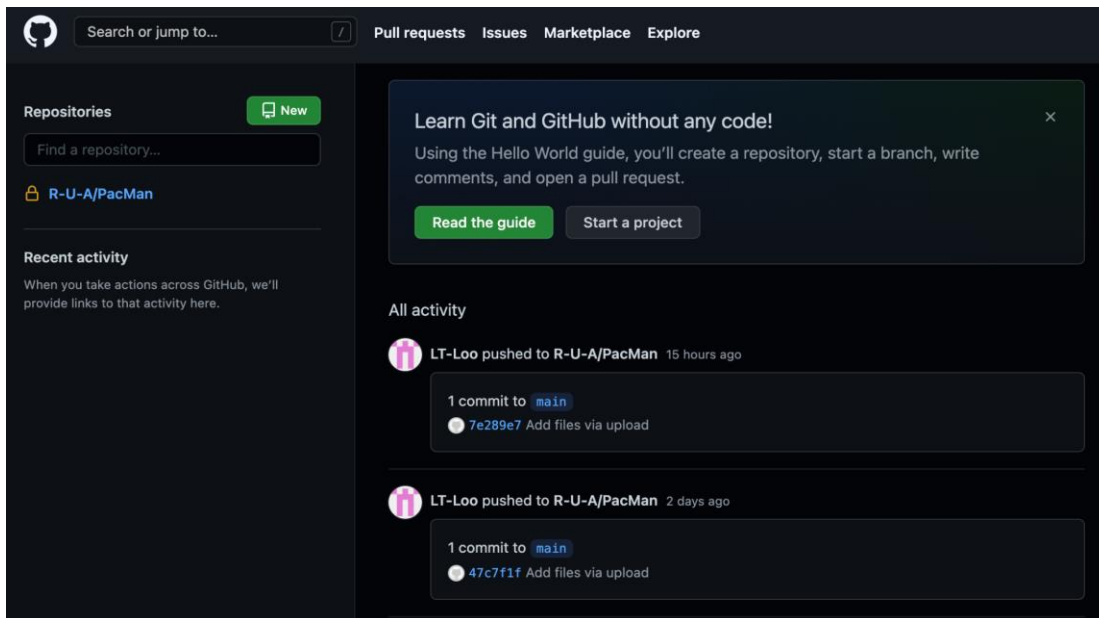 Search or jump to... /
Pull requests Issues Marketplace Explore
Repositories
New
Find a repository...
R-U-A/PacMan
Recent activity
When you take actions across GitHub, we'll
provide links to that activity here.
Learn Git and GitHub without any code!
Using the Hello World guide, you'll create a repository, start a branch, write
comments, and open a pull request.
Read the guide
Start a project
All activity
LT-Loo pushed to R-U-A/PacMan 15 hours ago
1 commit to main
7e289e7 Add files via upload
LT-Loo pushed to R-U-A/PacMan 2 days ago
1 commit to main
47c7f1f Add files via upload